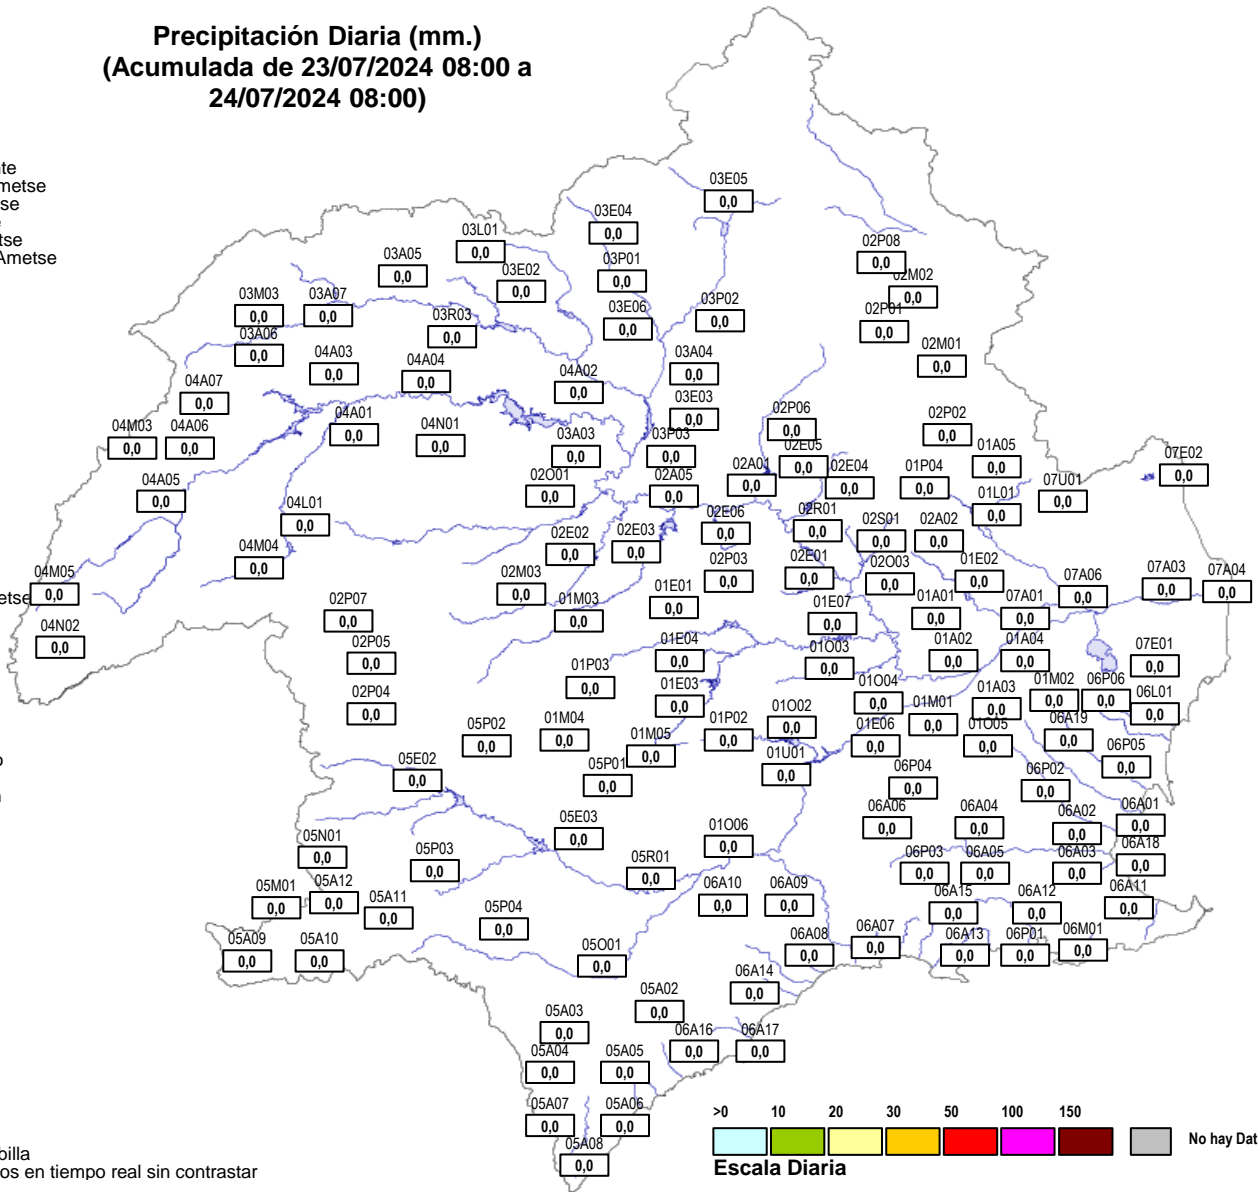 Precipitación Diaria (mm.)
(Acumulada de 23/07/2024 08:00 a
24/07/2024 08:00)
03E05
0,0
03E04
0,0
03L01
0,0
02P08
0,0
03A05
0,0
03P01
0,0
03E02
0,0
02M02
0,0
03M03
0,0
03A07
0,0
03P02
0,0
03E06
0,0
02P01
0,0
03R03
0,0
03A06
0,0
02M01
0,0
04A03
0,0
03A04
0,0
04A04
0,0
04A02
0,0
04A07
0,0
03E03
0,0
02P06
0,0
02P02
0,0
04A01
0,0
04M03
0,0
04A06
0,0
04N01
0,0
03A03
0,0
03P03
0,0
02E05
0,0
01A05
0,0
07E02
0,0
02A01
0,0
02E04
0,0
01P04
0,0
04A05
0,0
02O01
0,0
02A05
0,0
07U01
0,0
01L01
0,0
04L01
0,0
02R01
0,0
02E06
0,0
02S01
0,0
02A02
0,0
02E02
0,0
02E03
0,0
04M04
0,0
02P03
0,0
02E01
0,0
02O03
0,0
01E02
0,0
04M05
0,0
02M03
0,0
07A06
0,0
07A03
0,0
07A04
0,0
01E01
0,0
02P07
0,0
01M03
0,0
01E07
0,0
01A01
0,0
07A01
0,0
04N02
0,0
02P05
0,0
01E04
0,0
01O03
0,0
01A02
0,0
01A04
0,0
07E01
0,0
01P03
0,0
01E03
0,0
01O04
0,0
01M02
0,0
06P06
0,0
02P04
0,0
01A03
0,0
06L01
0,0
05P02
0,0
01M04
0,0
01P02
0,0
01O02
0,0
01M01
0,0
01E06
0,0
01O05
0,0
06A19
0,0
01M05
0,0
05E02
0,0
05P01
0,0
01U01
0,0
06P04
0,0
06P02
0,0
06P05
0,0
05E03
0,0
01O06
0,0
06A06
0,0
06A04
0,0
06A02
0,0
06A01
0,0
05N01
0,0
05P03
0,0
05R01
0,0
06P03
0,0
06A05
0,0
06A03
0,0
06A18
0,0
05M01
0,0
05A12
0,0
05A11
0,0
06A10
0,0
06A09
0,0
06A15
0,0
06A12
0,0
06A11
0,0
05P04
0,0
05A09
0,0
05A10
0,0
05O01
0,0
06A08
0,0
06A07
0,0
06A13
0,0
06P01
0,0
06M01
0,0
06A14
0,0
05A02
0,0
05A03
0,0
06A16
0,0
06A17
0,0
05A04
0,0
05A05
0,0
05A07
0,0
05A06
0,0
05A08
0,0
>0 10 20 30 50 100 150
No hay Dat
Escala Diaria
nte
metse
tse
Ametse
etse
billa
os en tiempo real sin contrastar